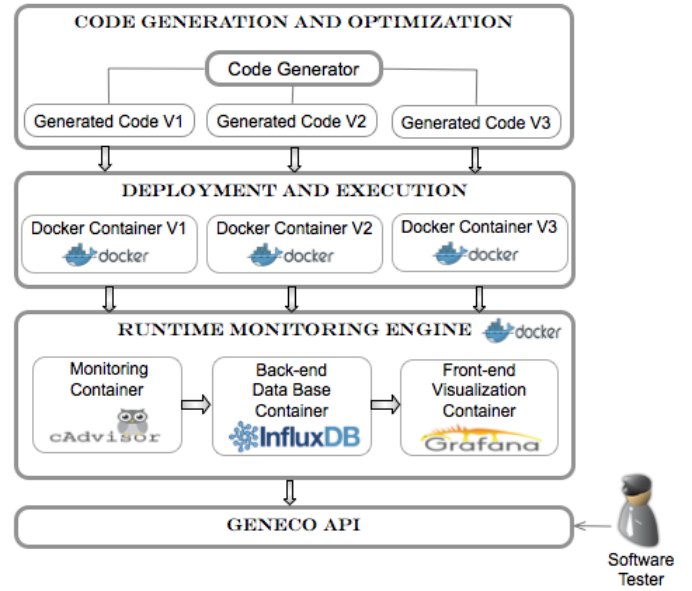 CODE GENERATION AND OPTIMIZATION
Code Generator
Generated Code V1
Generated Code V2
Generated Code V3
DEPLOYMENT AND EXECUTION
Docker Container V1
docker
Docker Container V2
docker
Docker Container V3
docker
RUNTIME MONITORING ENGINE
docker
Monitoring
Container
cAdvisor
Back-end
Data Base
Container
InfluxDB
Front-end
Visualization
Container
Grafana
GENECO API
Software
Tester